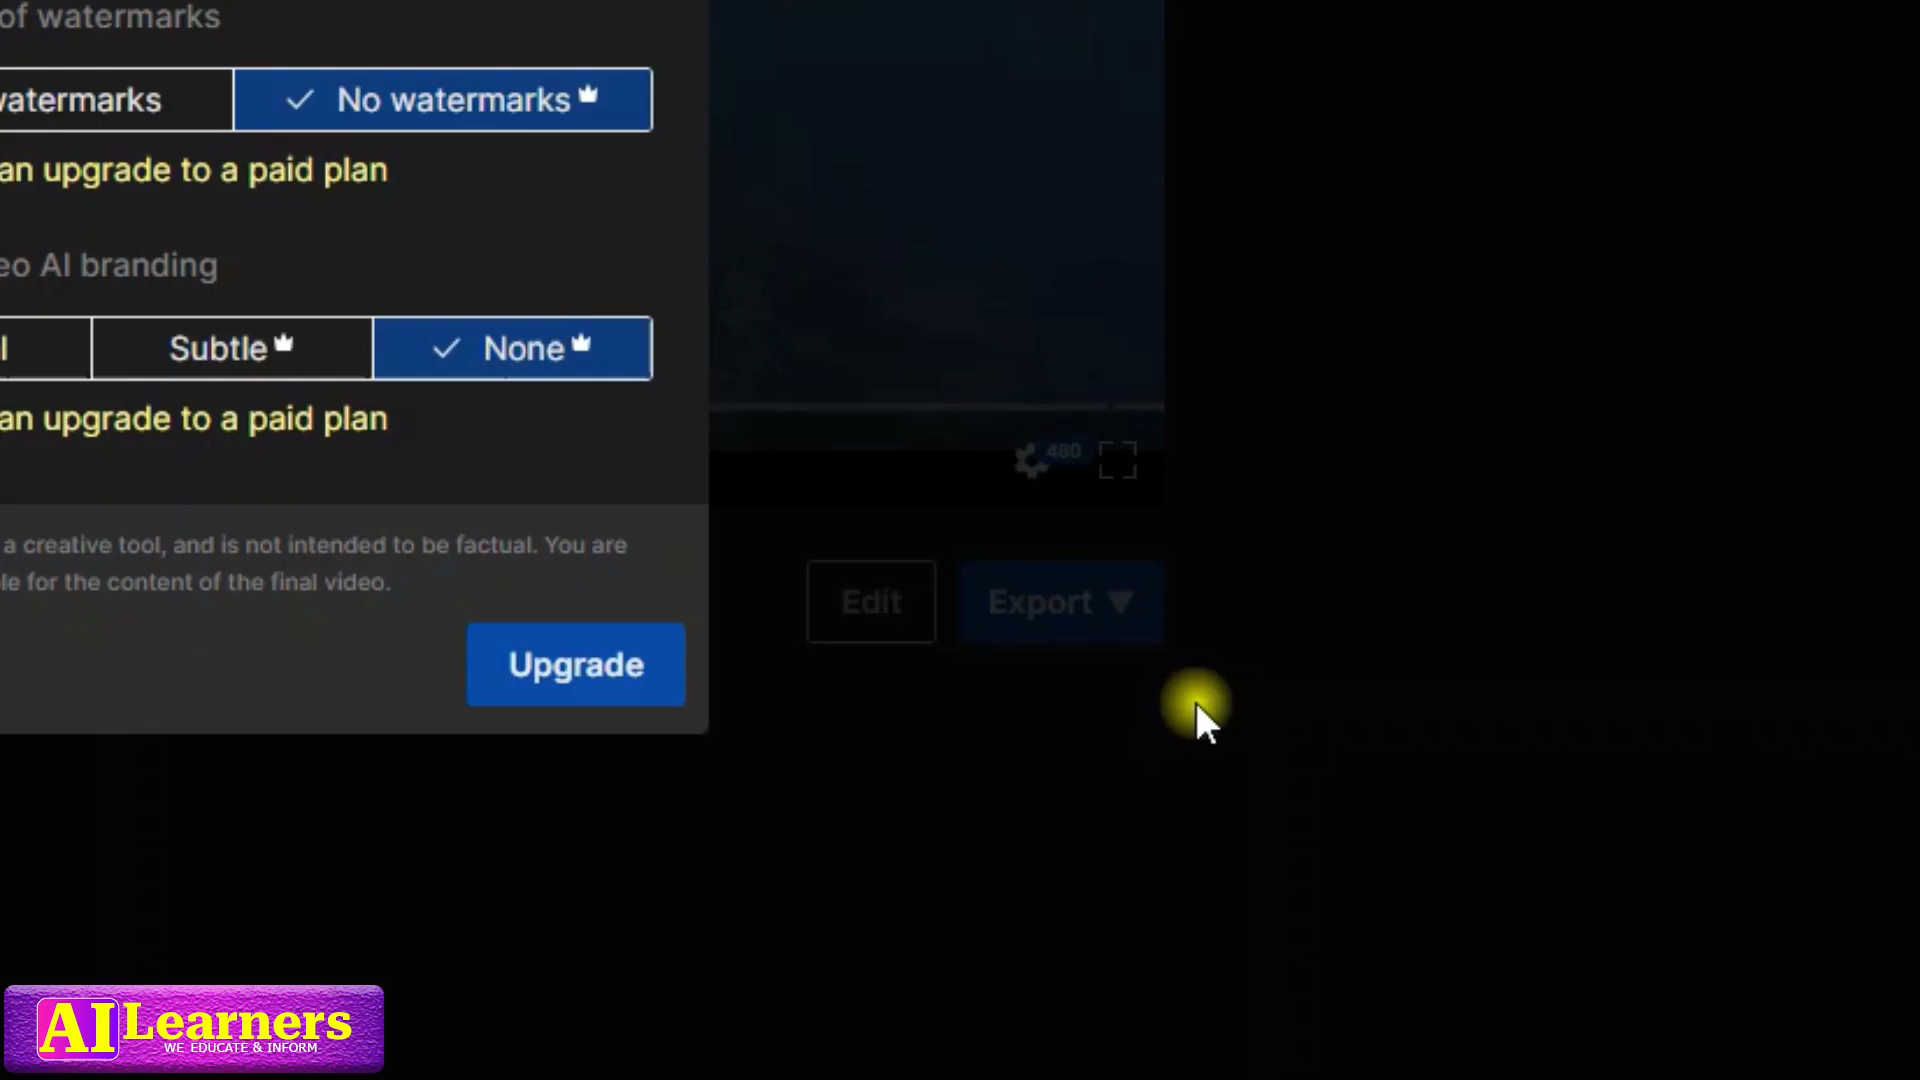 of watermarks
watermarks
No watermarks
an upgrade to a paid plan
eo AI branding
l
Subtle
None
an upgrade to a paid plan
480
a creative tool, and is not intended to be factual. You are
le for the content of the final video.
Edit
Export ▼
Upgrade
AI Learners
WE EDUCATE & INFORM